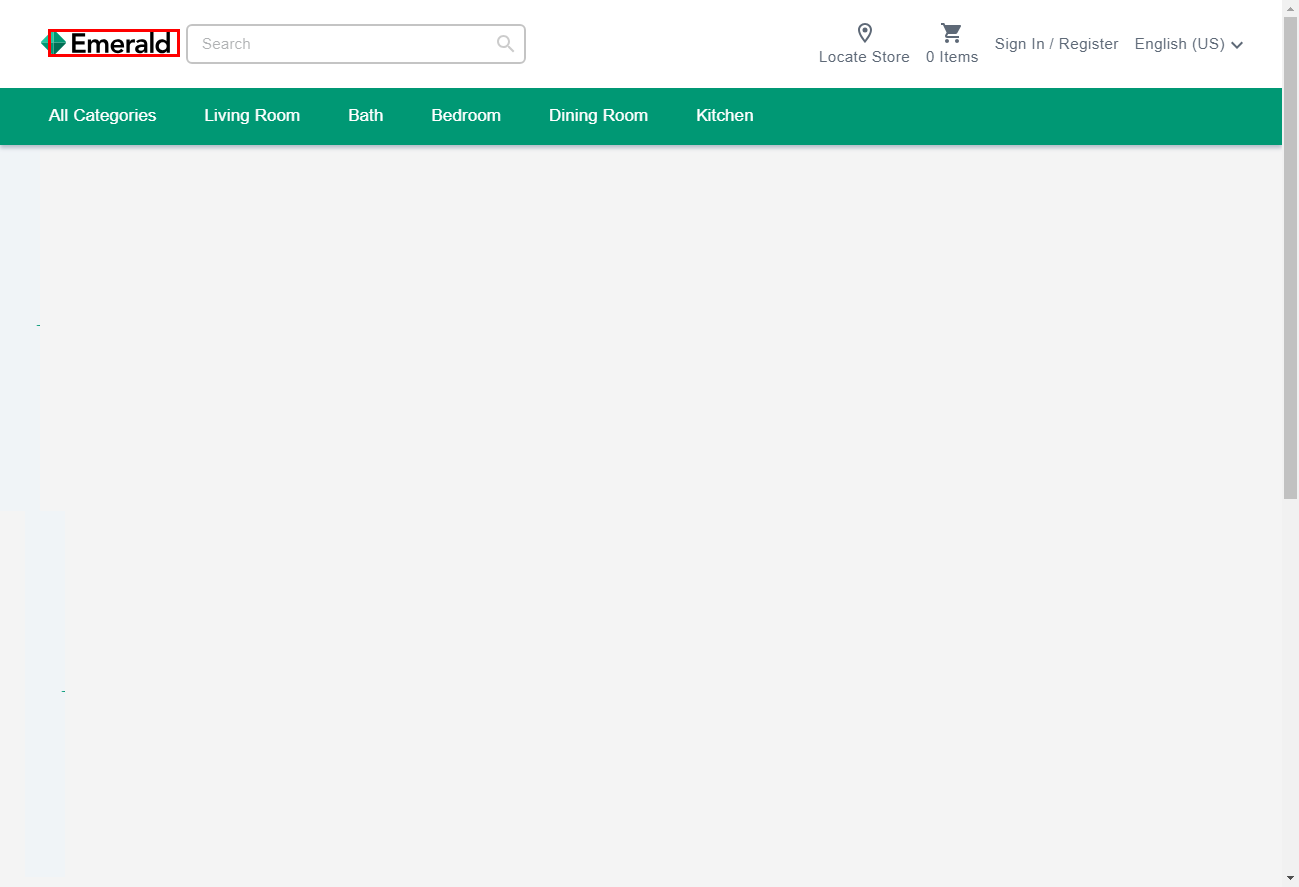 Emerald
Search
Locate Store
0 Items
Sign In / Register
English (US)
All Categories
Living Room
Bath
Bedroom
Dining Room
Kitchen
-
-